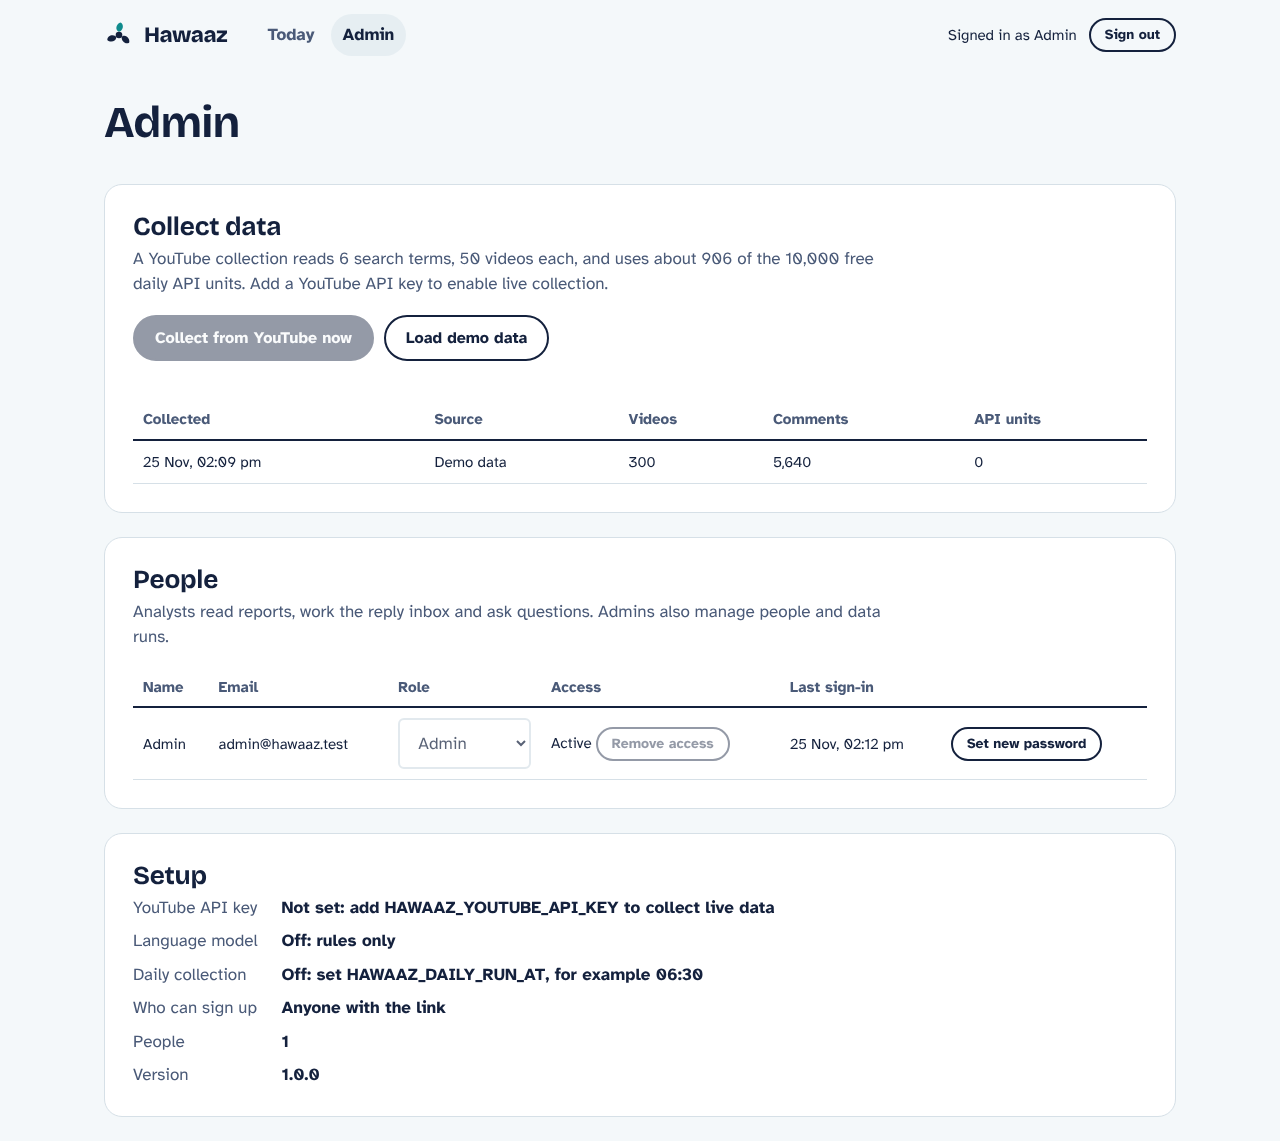 Hawaaz Today Admin Signed in as Admin Sign out
Admin
Collect data
A YouTube collection reads 6 search terms, 50 videos each, and uses about 906 of the 10,000 free
daily API units. Add a YouTube API key to enable live collection.
Collect from YouTube now Load demo data
Collected Source Videos Comments API units
25 Nov, 02:09 pm Demo data 300 5,640 0
People
Analysts read reports, work the reply inbox and ask questions. Admins also manage people and data
runs.
Name Email Role Access Last sign-in
Admin admin@hawaaz.test Admin Active Remove access 25 Nov, 02:12 pm Set new password
Setup
YouTube API key Not set: add HAWAAZ_YOUTUBE_API_KEY to collect live data
Language model Off: rules only
Daily collection Off: set HAWAAZ_DAILY_RUN_AT, for example 06:30
Who can sign up Anyone with the link
People 1
Version 1.0.0